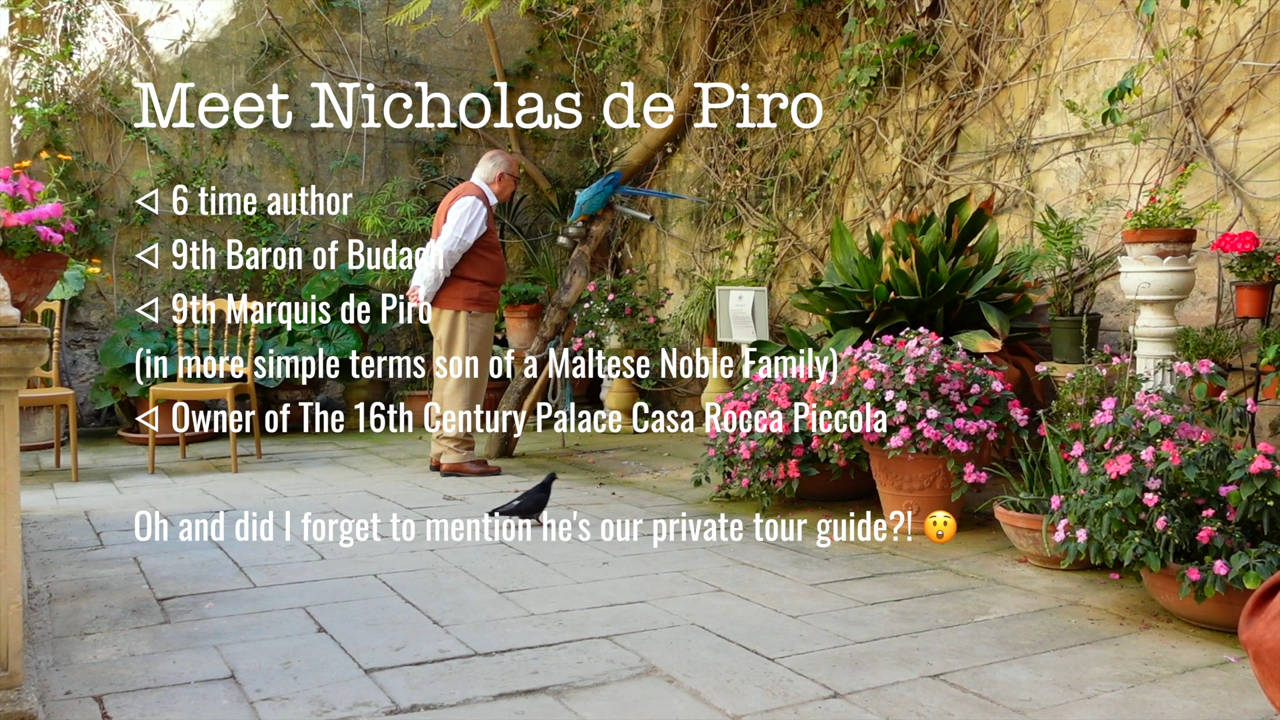 Meet Nicholas de Piro
◁ 6 time author
◁ 9th Baron of Budach
◁ 9th Marquis de Piro
(in more simple terms son of a Maltese Noble Family)
◁ Owner of The 16th Century Palace Casa Rocca Piccola
Oh and did I forget to mention he's our private tour guide?! 😲